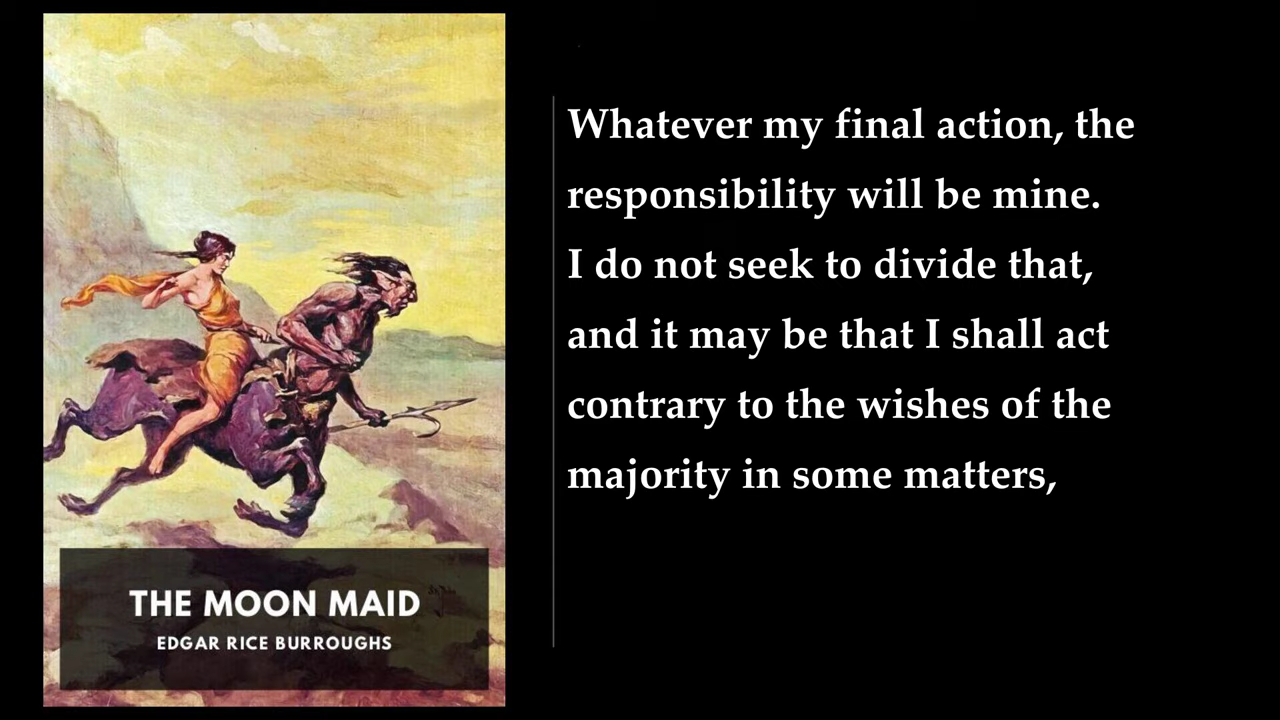 THE MOON MAID
EDGAR RICE BURROUGHS
Whatever my final action, the
responsibility will be mine.
I do not seek to divide that,
and it may be that I shall act
contrary to the wishes of the
majority in some matters,